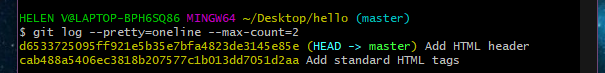 HELEN V@LAPTOP-BPH6SQ86 MINGW64 ~/Desktop/hello (master)
$ git log --pretty=oneline --max-count=2
d6533725095ff921e5b35e7bfa4823de3145e85e (HEAD -> master) Add HTML header
cab488a5406ec3818b207577c1b013dd7051d2aa Add standard HTML tags